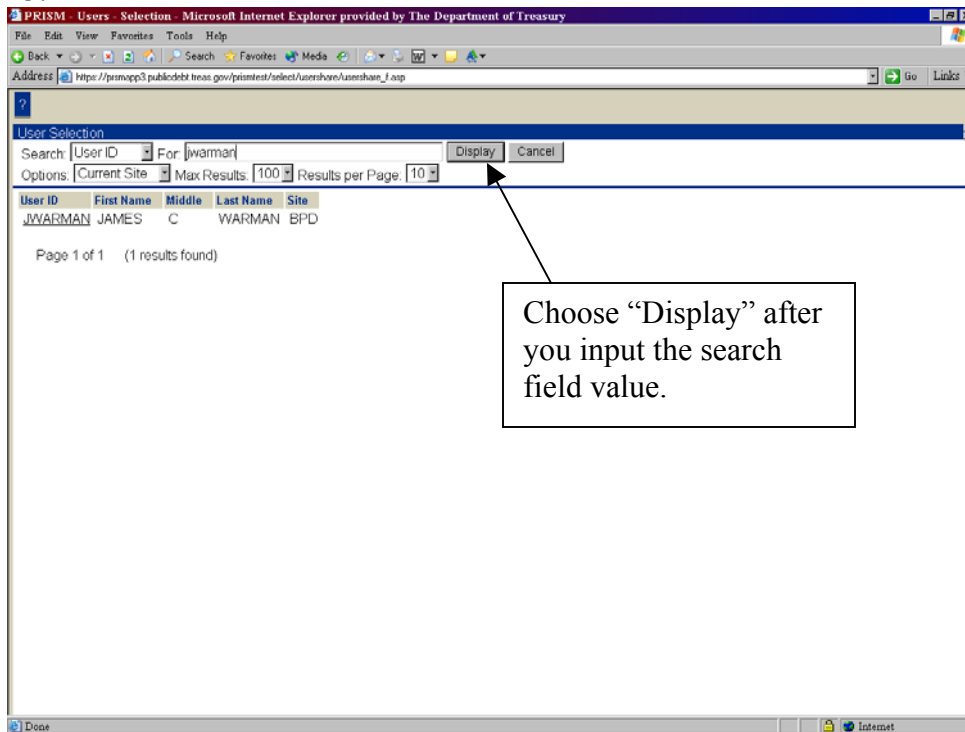 PRISM - Users - Selection - Microsoft Internet Explorer provided by The Department of Treasury
File Edit View Favorites Tools Help
Back Search Favorites Media
Address https://prismapp3.publicdebt.treas.gov/prismtest/select/usershare/usershare_f.asp Go Links
?
User Selection
Search: User ID For: jwarman Display Cancel
Options: Current Site Max Results: 100 Results per Page: 10
User ID First Name Middle Last Name Site
JWARMAN JAMES C WARMAN BPD
Page 1 of 1 (1 results found)
Choose “Display” after
you input the search
field value.
Done Internet